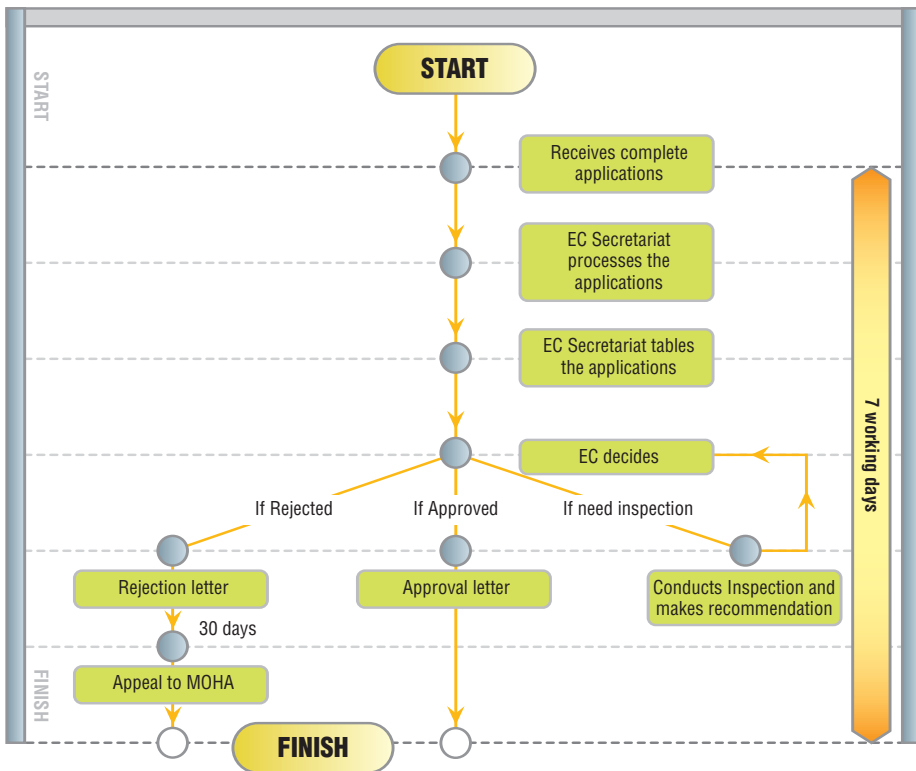 START
START
Receives complete
applications
EC Secretariat
processes the
applications
EC Secretariat tables
the applications
7 working days
EC decides
If Rejected
If Approved
If need inspection
Rejection letter
Approval letter
Conducts Inspection and
makes recommendation
30 days
Appeal to MOHA
FINISH
FINISH